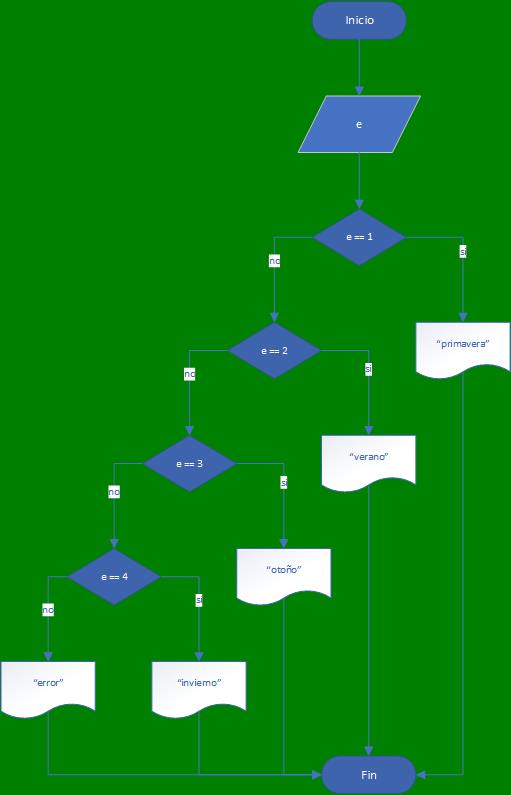 Inicio
e
e == 1
no
si
e == 2
"primavera"
no
si
e == 3
"verano"
no
si
e == 4
"otoño"
no
si
"error"
"invierno"
Fin